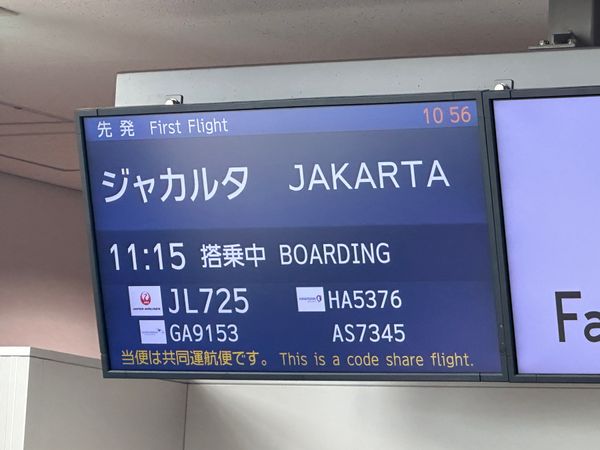 先発 First Flight 10 56
ジャカルタ JAKARTA
11:15 搭乗中 BOARDING
JL725 HA5376
GA9153 AS7345
当便は共同運航便です。 This is a code share flight.
Fa